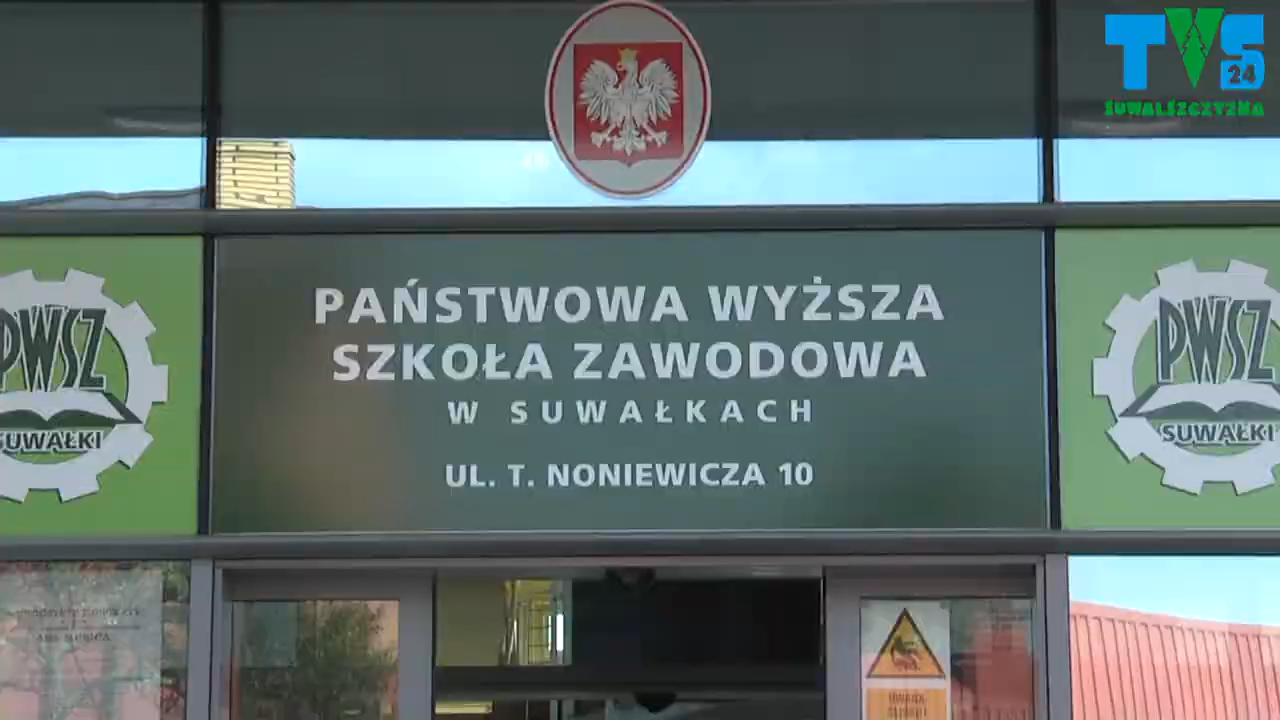 TVS
24
SUWALSZCZYZNA
PAŃSTWOWA WYŻSZA
SZKOŁA ZAWODOWA
W SUWAŁKACH
UL. T. NONIEWICZA 10
PWSZ
SUWAŁKI
PWSZ
SUWAŁKI